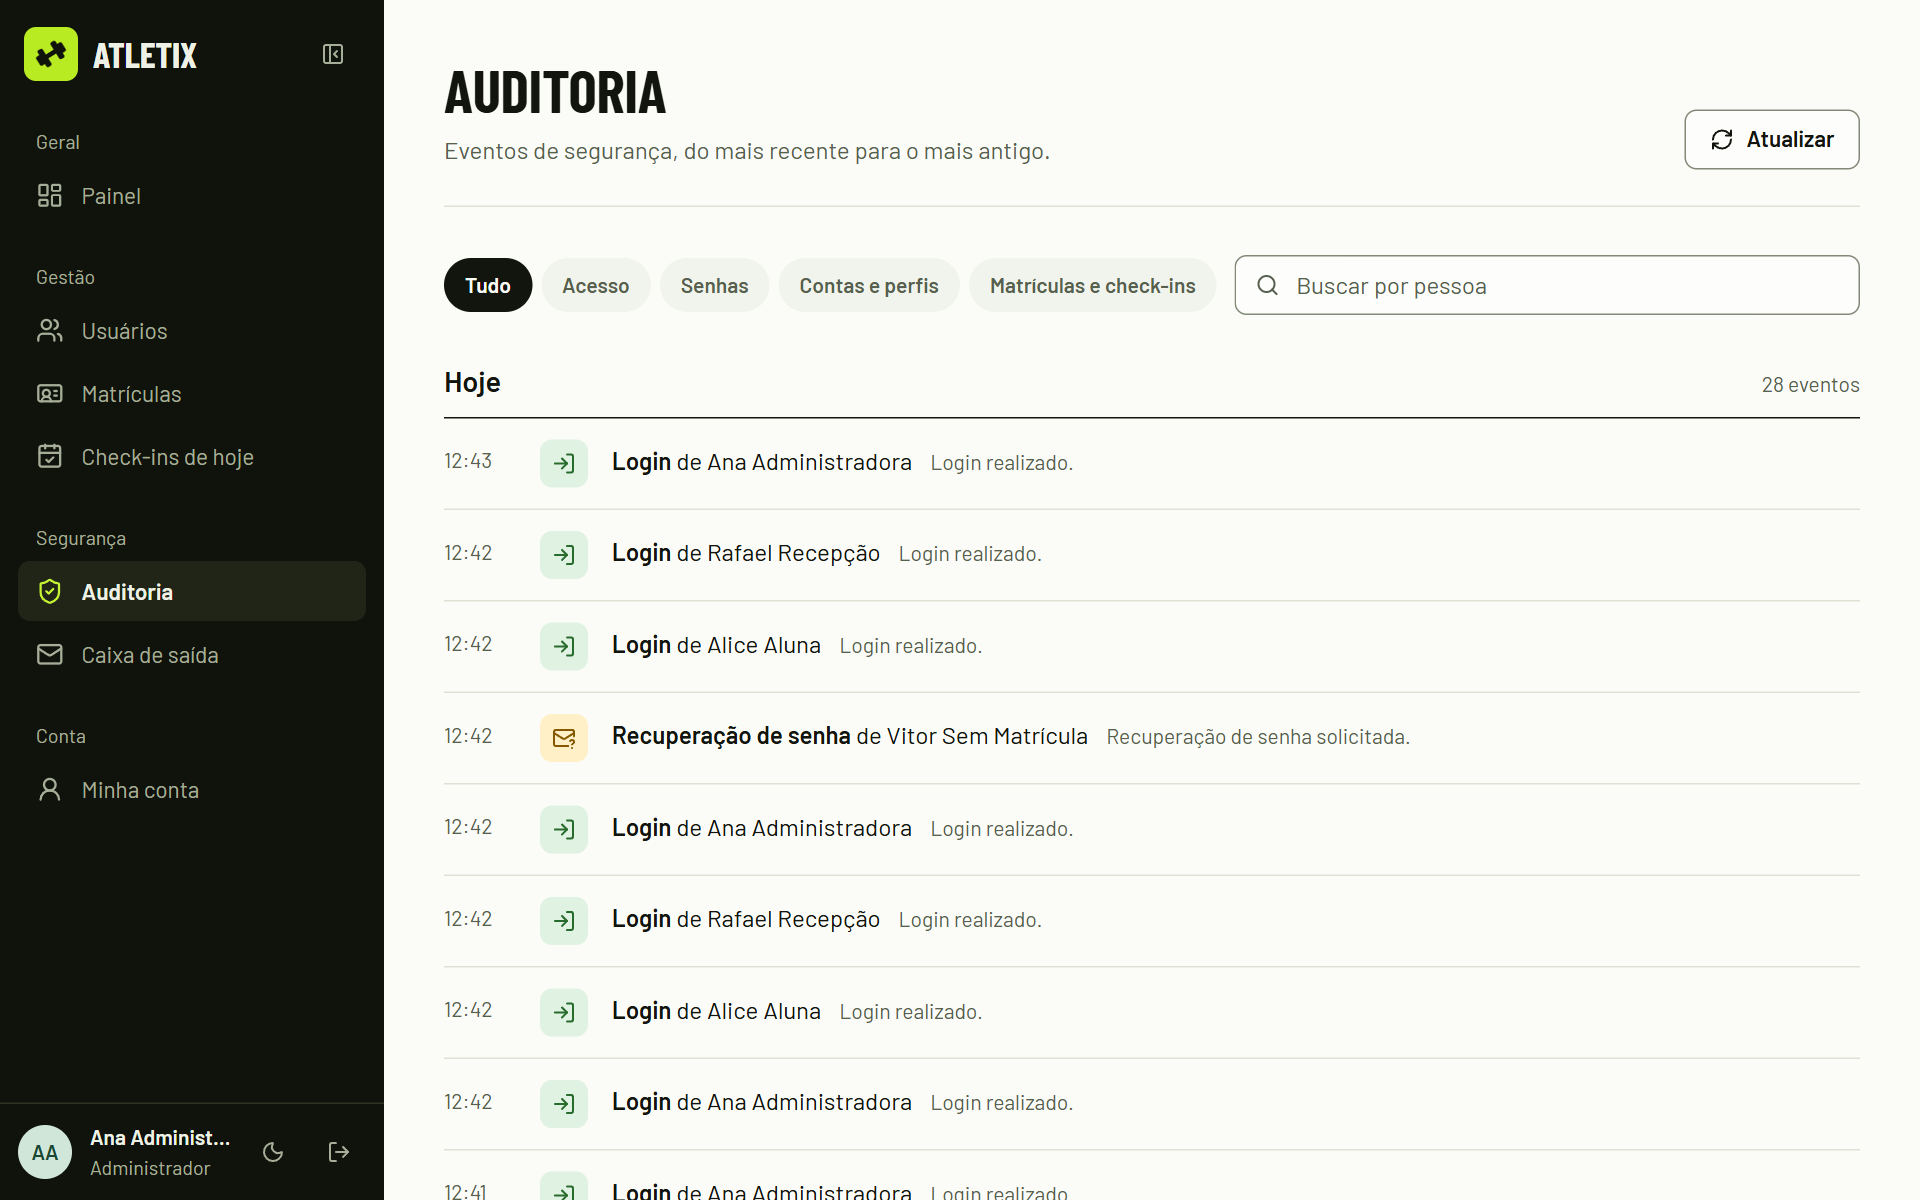 ATLETIX
Geral
Painel
Gestão
Usuários
Matrículas
Check-ins de hoje
Segurança
Auditoria
Caixa de saída
Conta
Minha conta
AA
Ana Administ...
Administrador
AUDITORIA
Eventos de segurança, do mais recente para o mais antigo.
Atualizar
Tudo
Acesso
Senhas
Contas e perfis
Matrículas e check-ins
Buscar por pessoa
Hoje
28 eventos
12:43 Login de Ana Administradora Login realizado.
12:42 Login de Rafael Recepção Login realizado.
12:42 Login de Alice Aluna Login realizado.
12:42 Recuperação de senha de Vitor Sem Matrícula Recuperação de senha solicitada.
12:42 Login de Ana Administradora Login realizado.
12:42 Login de Rafael Recepção Login realizado.
12:42 Login de Alice Aluna Login realizado.
12:42 Login de Ana Administradora Login realizado.
12:41 Login de Ana Administradora Login realizado.